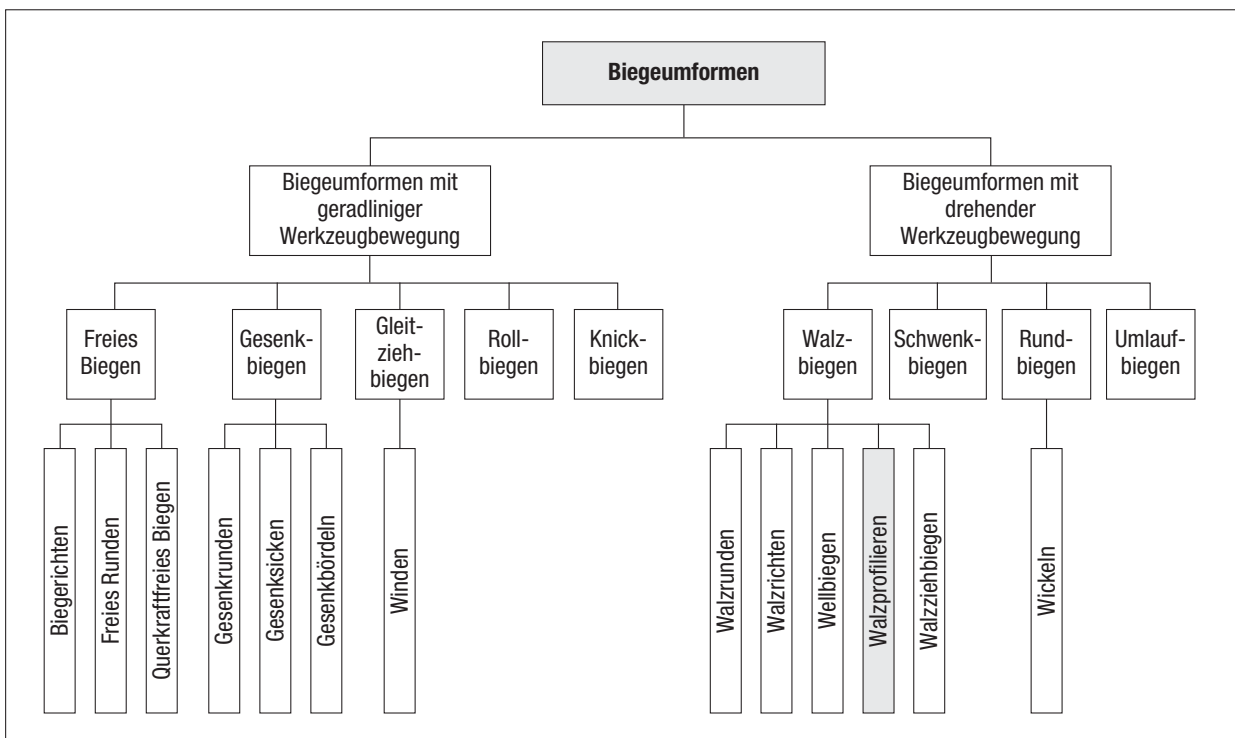 Biegeumformen
Biegeumformen mit
geradliniger
Werkzeugbewegung
Biegeumformen mit
drehender
Werkzeugbewegung
Freies
Biegen
Gesenk-
biegen
Gleit-
zieh-
biegen
Roll-
biegen
Knick-
biegen
Walz-
biegen
Schwenk-
biegen
Rund-
biegen
Umlauf-
biegen
Biegerichten
Freies Runden
Querkraftfreies Biegen
Gesenkrunden
Gesenksicken
Gesenkbördeln
Winden
Walzrunden
Walzrichten
Wellbiegen
Walzprofilieren
Walzziehbiegen
Wickeln